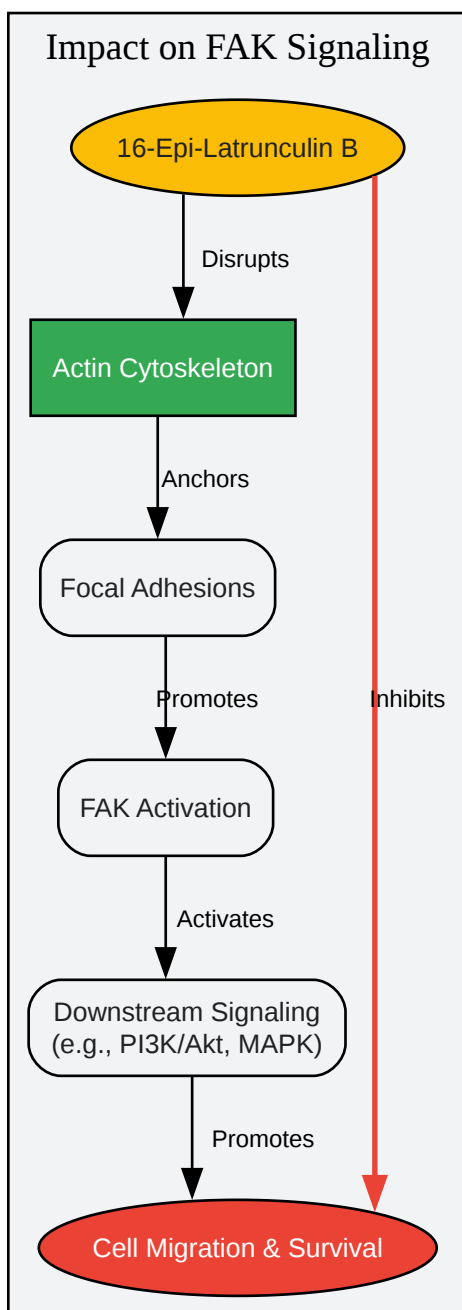 Impact on FAK Signaling
16-Epi-Latrunculin B
Disrupts
Actin Cytoskeleton
Anchors
Focal Adhesions
Promotes
Inhibits
FAK Activation
Activates
Downstream Signaling
(e.g., PI3K/Akt, MAPK)
Promotes
Cell Migration & Survival